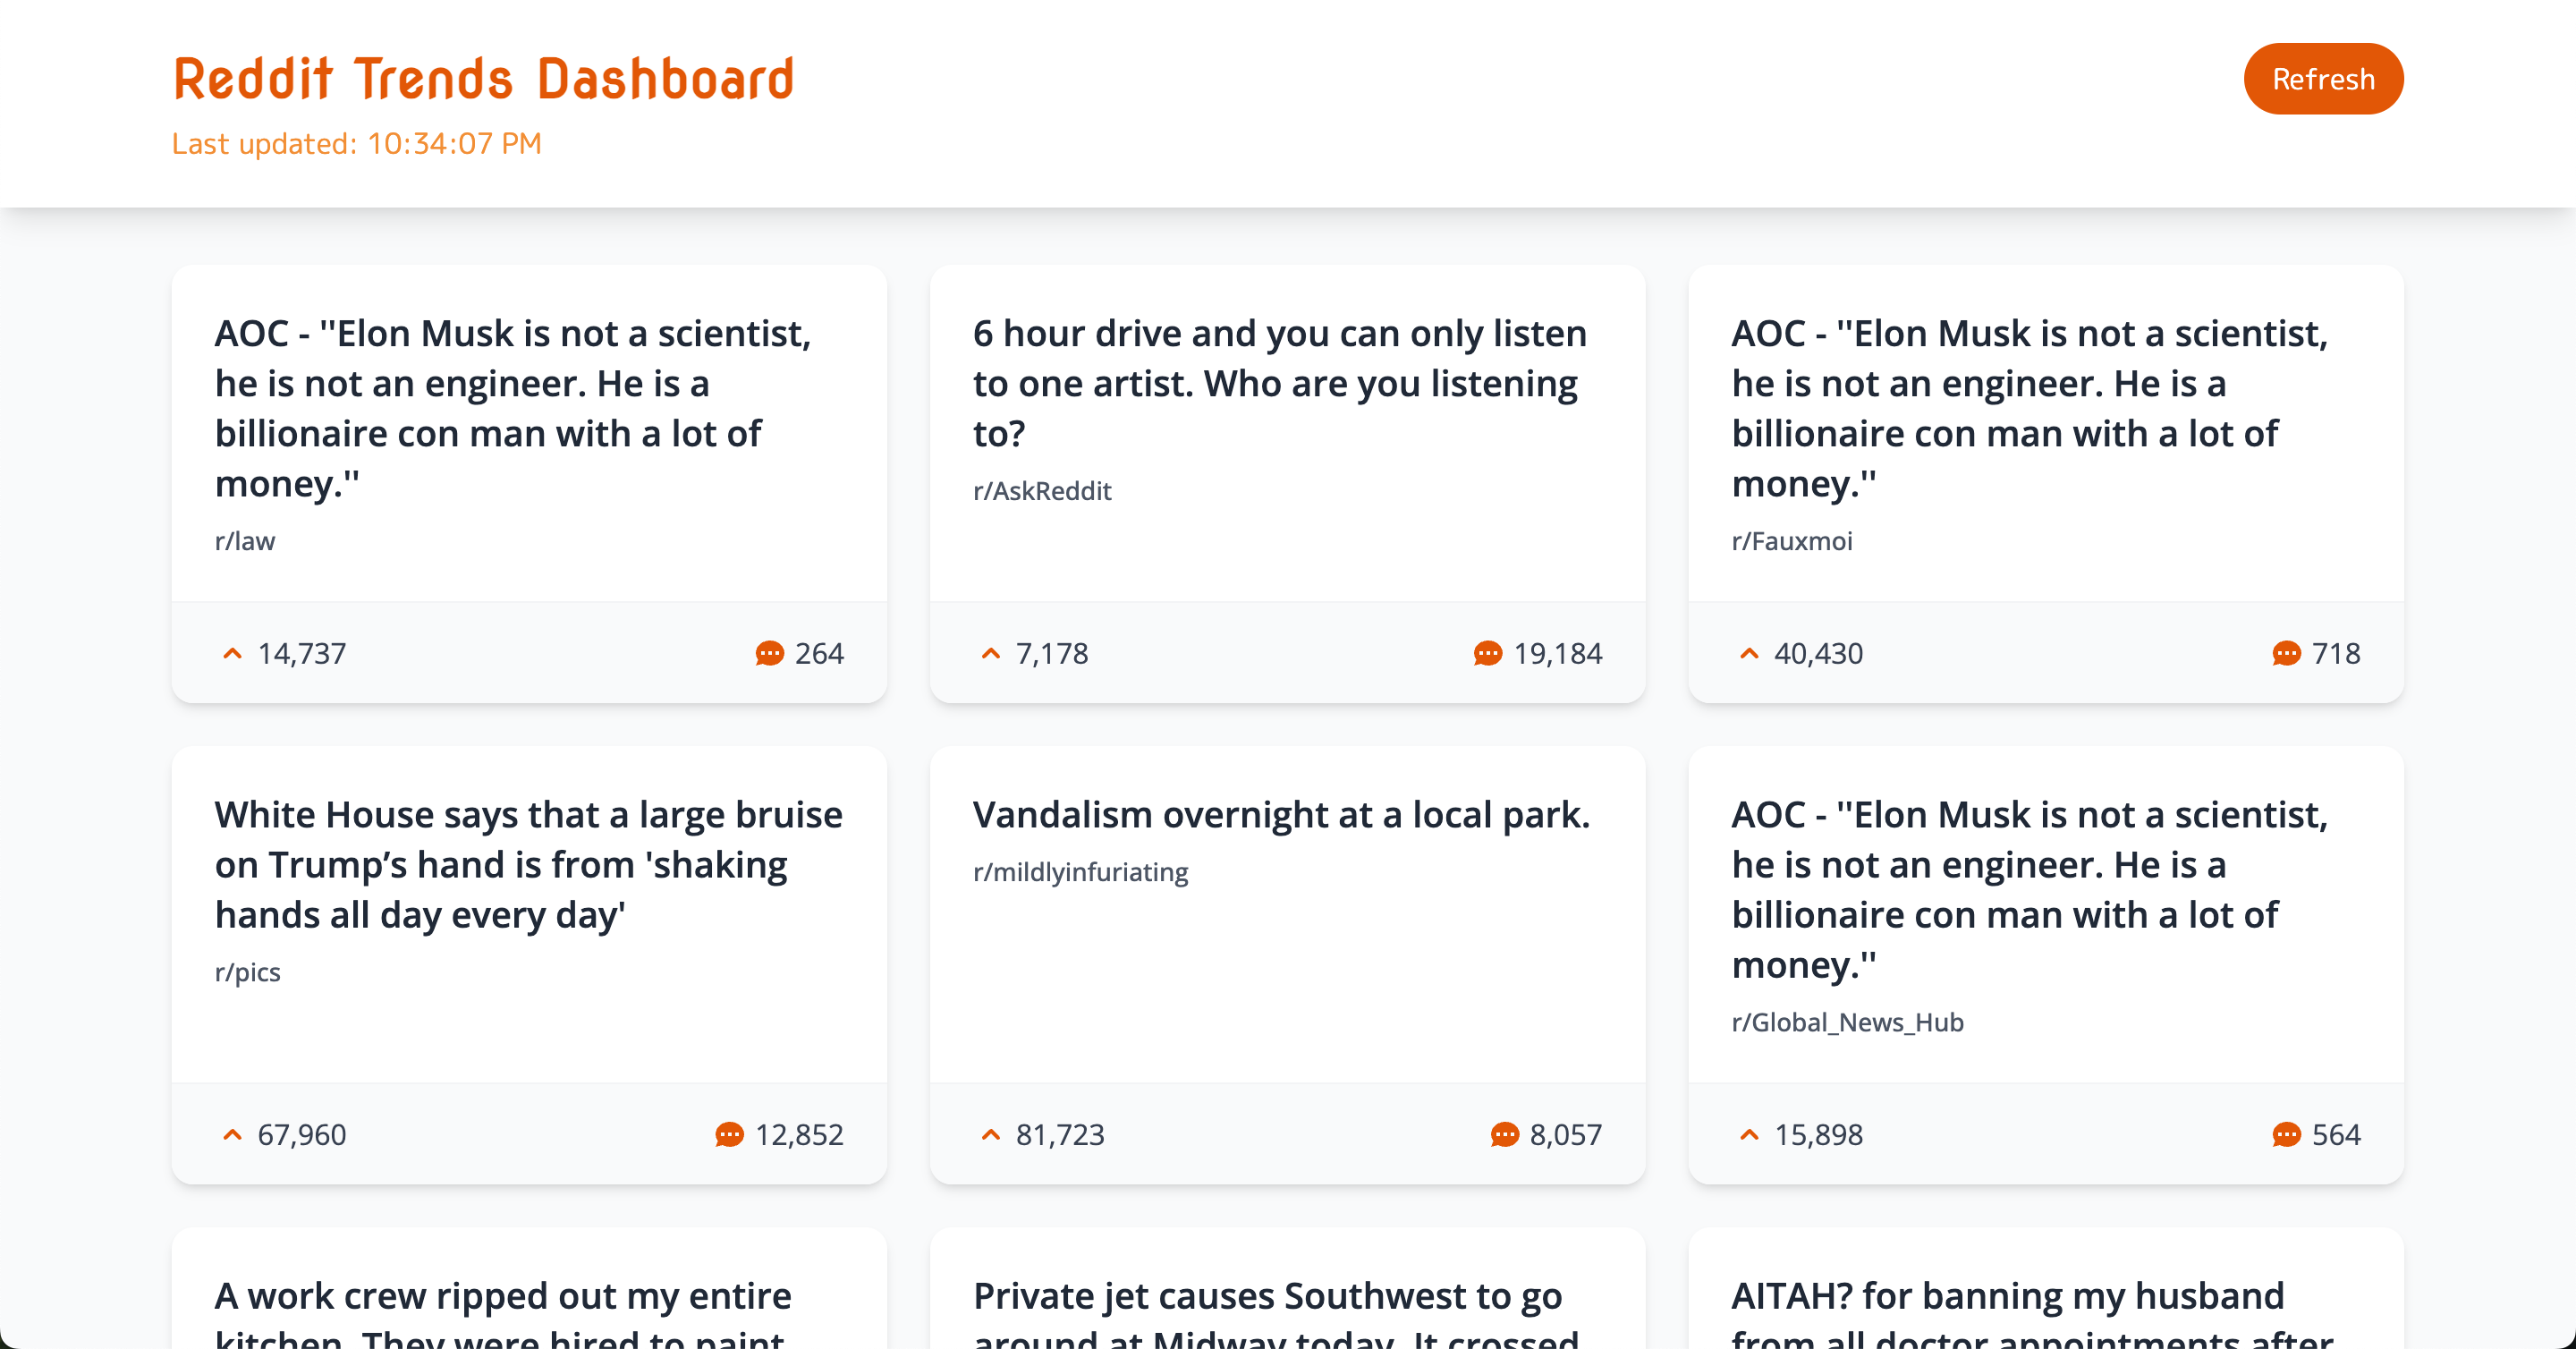 Reddit Trends Dashboard
Refresh
Last updated: 10:34:07 PM
AOC - "Elon Musk is not a scientist,
he is not an engineer. He is a
billionaire con man with a lot of
money."
r/law
14,737
264
6 hour drive and you can only listen
to one artist. Who are you listening
to?
r/AskReddit
7,178
19,184
AOC - "Elon Musk is not a scientist,
he is not an engineer. He is a
billionaire con man with a lot of
money."
r/Fauxmoi
40,430
718
White House says that a large bruise
on Trump’s hand is from 'shaking
hands all day every day'
r/pics
67,960
12,852
Vandalism overnight at a local park.
r/mildlyinfuriating
81,723
8,057
AOC - "Elon Musk is not a scientist,
he is not an engineer. He is a
billionaire con man with a lot of
money."
r/Global_News_Hub
15,898
564
A work crew ripped out my entire
kitchen. They were hired to paint
Private jet causes Southwest to go
around at Midway today. It crossed
AITAH? for banning my husband
from all doctor appointments after